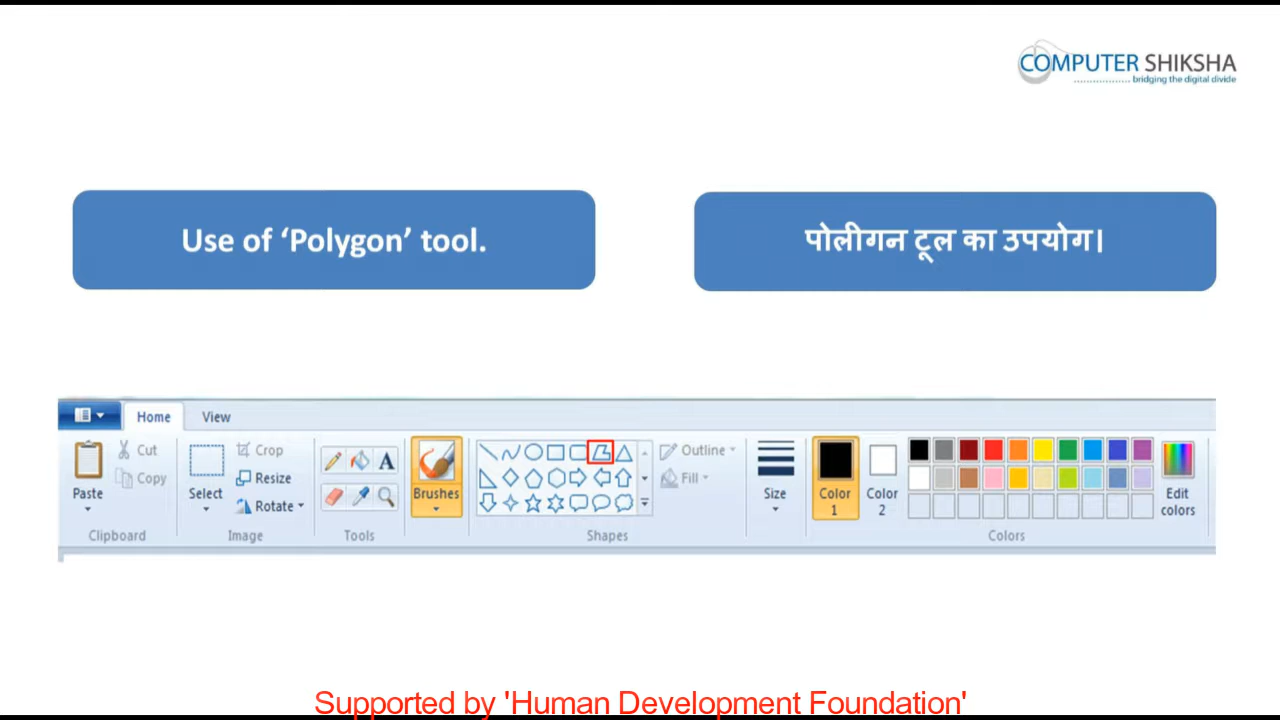 COMPUTER SHIKSHA
bridging the digital divide
Use of ‘Polygon’ tool.
पोलीगन टूल का उपयोग।
Home View
Cut
Copy
Paste
Clipboard
Select
Crop
Resize
Rotate
Image
A
Tools
Brushes
Outline
Fill
Shapes
Size
Color 1
Color 2
Edit colors
Colors
Supported by 'Human Development Foundation'